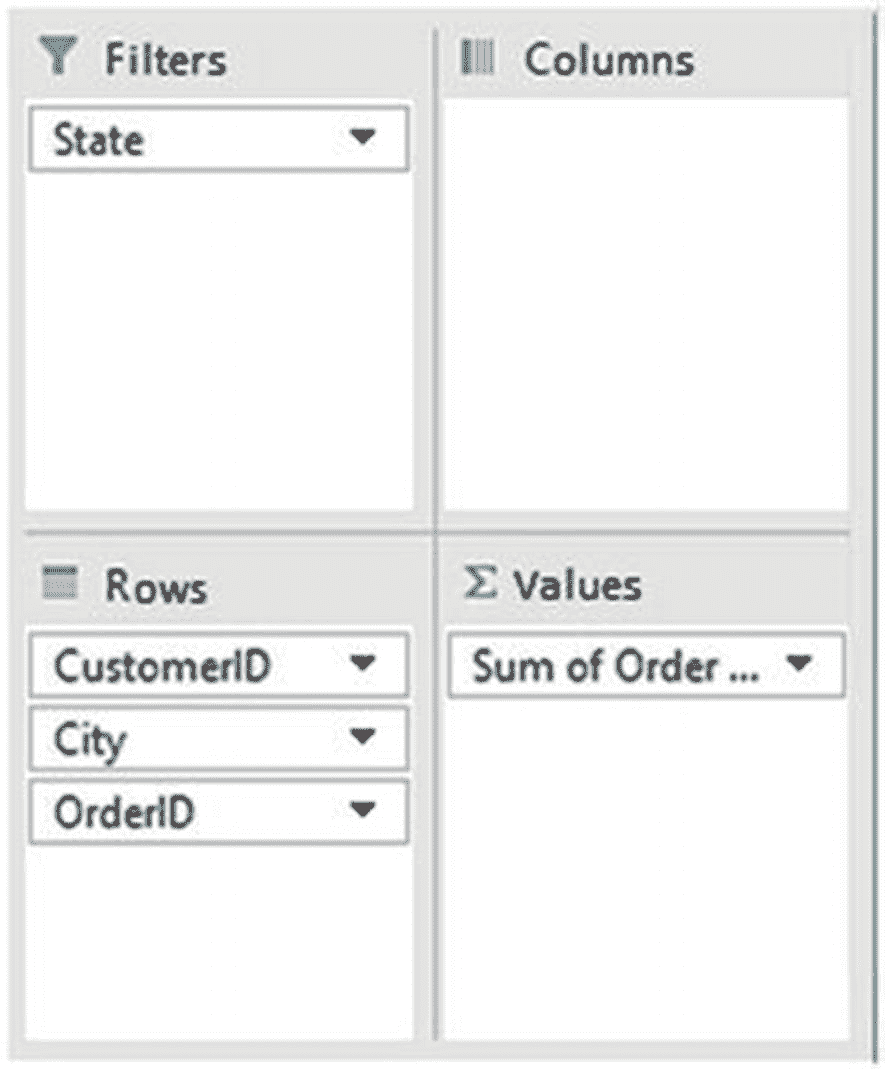 Filters
State
Columns
Rows
CustomerID
City
OrderID
Σ Values
Sum of Order ...